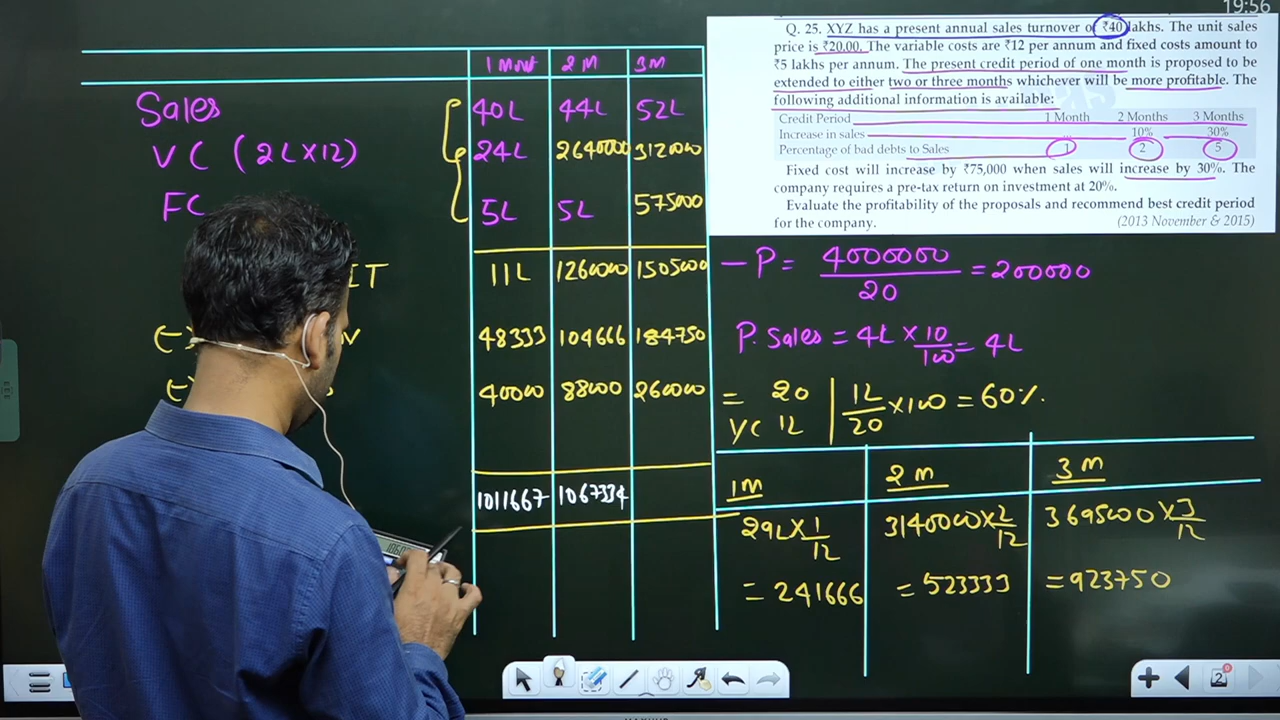 19:56
Q. 25. XYZ has a present annual sales turnover of ₹40 lakhs. The unit sales
price is ₹20.00. The variable costs are ₹12 per annum and fixed costs amount to
₹5 lakhs per annum. The present credit period of one month is proposed to be
extended to either two or three months whichever will be more profitable. The
following additional information is available:
Credit Period 1 Month 2 Months 3 Months
Increase in sales ... 10% 30%
Percentage of bad debts to Sales 1 2 5
Fixed cost will increase by ₹75,000 when sales will increase by 30%. The
company requires a pre-tax return on investment at 20%.
Evaluate the profitability of the proposals and recommend best credit period
for the company. (2013 November & 2015)
1 Mont 2 M 3M
Sales 40L 44L 52L
VC (2L×12) 24L 2640000 3120000
FC 5L 5L 575000
IT 11L 1260000 1505000
(-) 48333 104666 184750
(-) 40000 88000 260000
1011667 1067334
— P = 4000000 / 20 = 200000
P. Sales = 4L × 10/100 = 4L
= 20 | 12/20 × 100 = 60%.
VC 12
1M 2M 3M
29L×1/12 3140000×2/12 3695000×3/12
= 241666 = 523333 = 923750
2